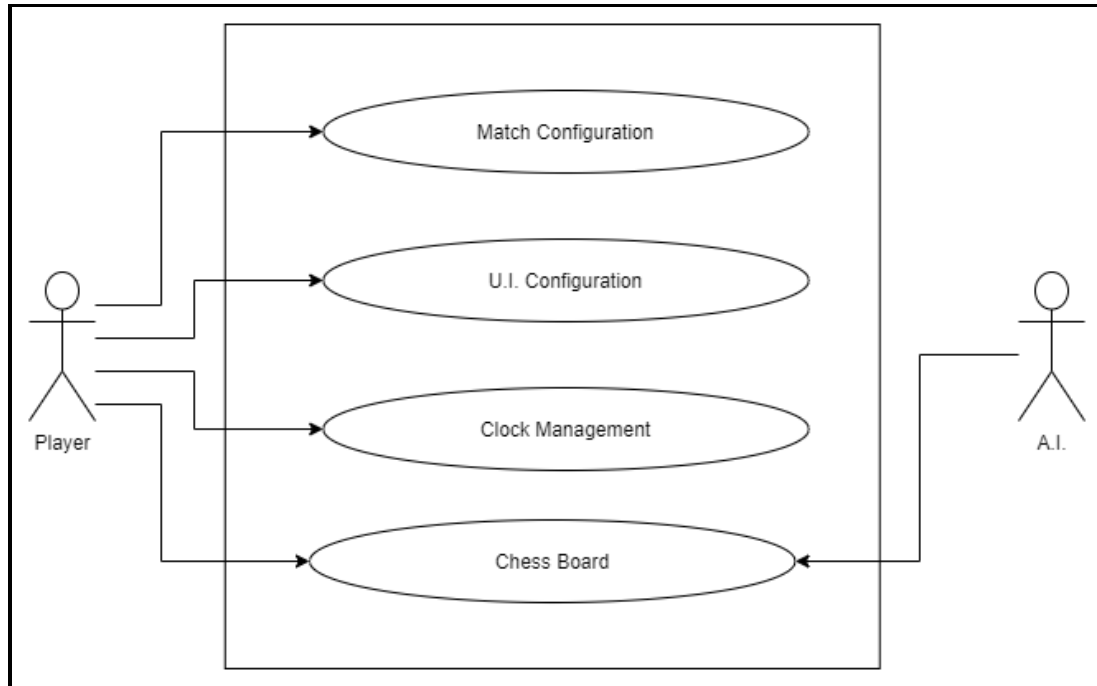 Match Configuration
U.I. Configuration
Clock Management
Chess Board
Player
A.I.